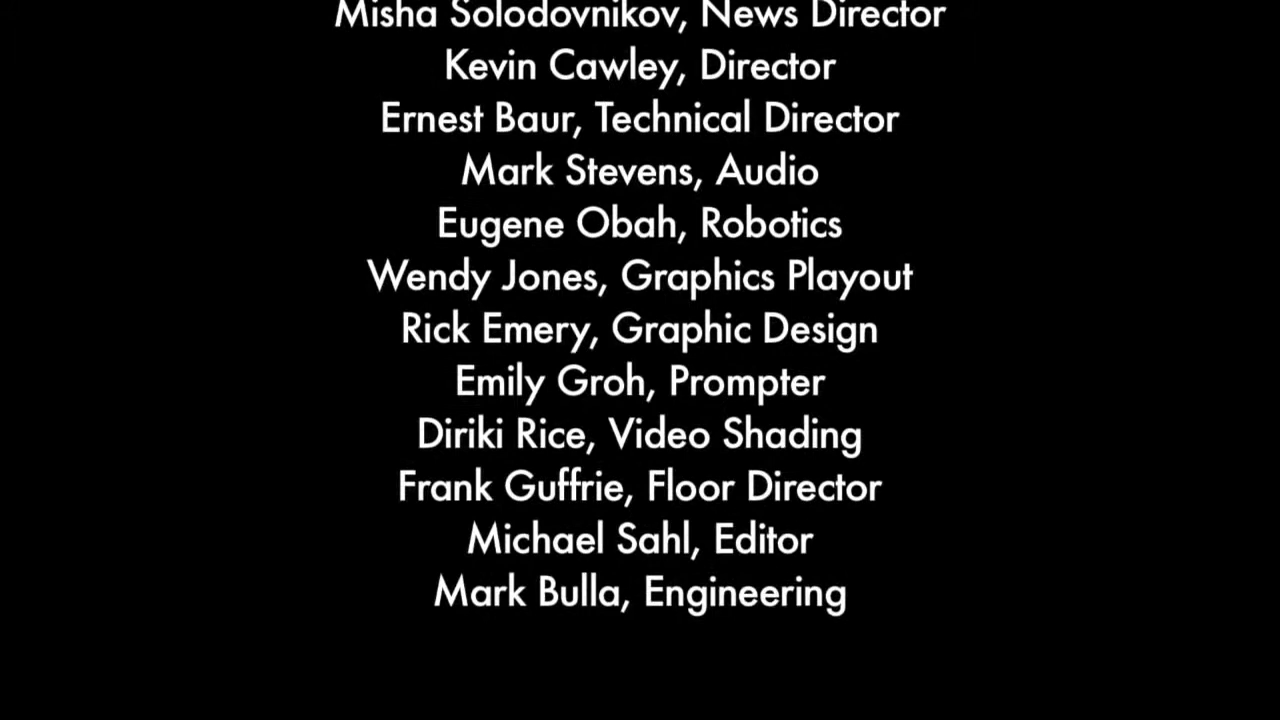 Misha Solodovnikov, News Director
Kevin Cawley, Director
Ernest Baur, Technical Director
Mark Stevens, Audio
Eugene Obah, Robotics
Wendy Jones, Graphics Playout
Rick Emery, Graphic Design
Emily Groh, Prompter
Diriki Rice, Video Shading
Frank Guffrie, Floor Director
Michael Sahl, Editor
Mark Bulla, Engineering